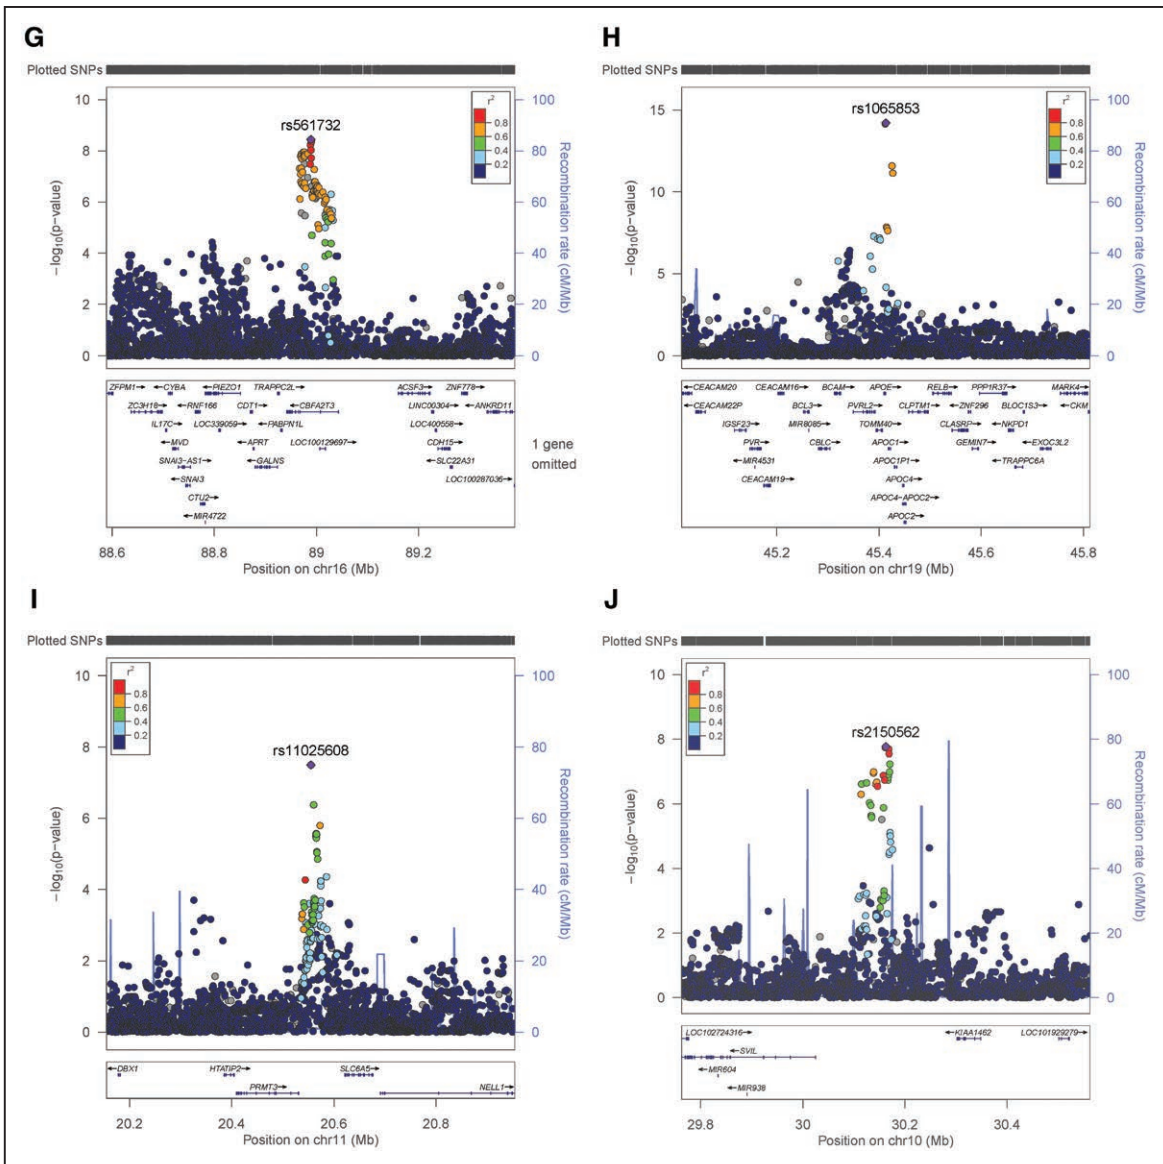 G
Plotted SNPs
10
8
6
4
2
0
−log10(p−value)
100
80
60
40
20
0
Recombination rate (cM/Mb)
rs561732
r2
0.8
0.6
0.4
0.2
ZFPM1→ ←CYBA ←PIEZO1 TRAPPC2L→ ACSF3→ ZNF778→
ZC3H18→ ←RNF166 CDT1→ ←CBFA2T3 LINC00304→ ←ANKRD11
IL17C→ LOC339059→ ←PABPN1L LOC400558→
←MVD ←APRT LOC100129697→ CDH15→
SNAI3−AS1→ ←GALNS ←SLC22A31
←SNAI3 LOC100287036→
CTU2→
←MIR4722
1 gene
omitted
88.6 88.8 89 89.2
Position on chr16 (Mb)
H
Plotted SNPs
15
10
5
0
−log10(p−value)
100
80
60
40
20
0
Recombination rate (cM/Mb)
rs1065853
r2
0.8
0.6
0.4
0.2
CEACAM20 CEACAM16→ BCAM→ APOE→ RELB→ PPP1R37→ MARK4→
CEACAM22P BCL3→ PVRL2→ CLPTM1→ ←ZNF296 BLOC1S3→ ←CKM
IGSF23→ MIR8085→ TOMM40→ CLASRP→ ←NKPD1
PVR→ ←CBLC APOC1→ GEMIN7→ ←EXOC3L2
←MIR4531 APOC1P1→ ←TRAPPC6A
CEACAM19→ APOC4→
APOC4−APOC2→
APOC2→
45.2 45.4 45.6 45.8
Position on chr19 (Mb)
I
Plotted SNPs
10
8
6
4
2
0
−log10(p−value)
100
80
60
40
20
0
Recombination rate (cM/Mb)
r2
0.8
0.6
0.4
0.2
rs11025608
←DBX1 HTATIP2→ SLC6A5→
PRMT3→ NELL1→
20.2 20.4 20.6 20.8
Position on chr11 (Mb)
J
Plotted SNPs
10
8
6
4
2
0
−log10(p−value)
100
80
60
40
20
0
Recombination rate (cM/Mb)
r2
0.8
0.6
0.4
0.2
rs2150562
LOC102724316→ ←KIAA1462 LOC101929279→
←SVIL
←MIR604
←MIR938
29.8 30 30.2 30.4
Position on chr10 (Mb)